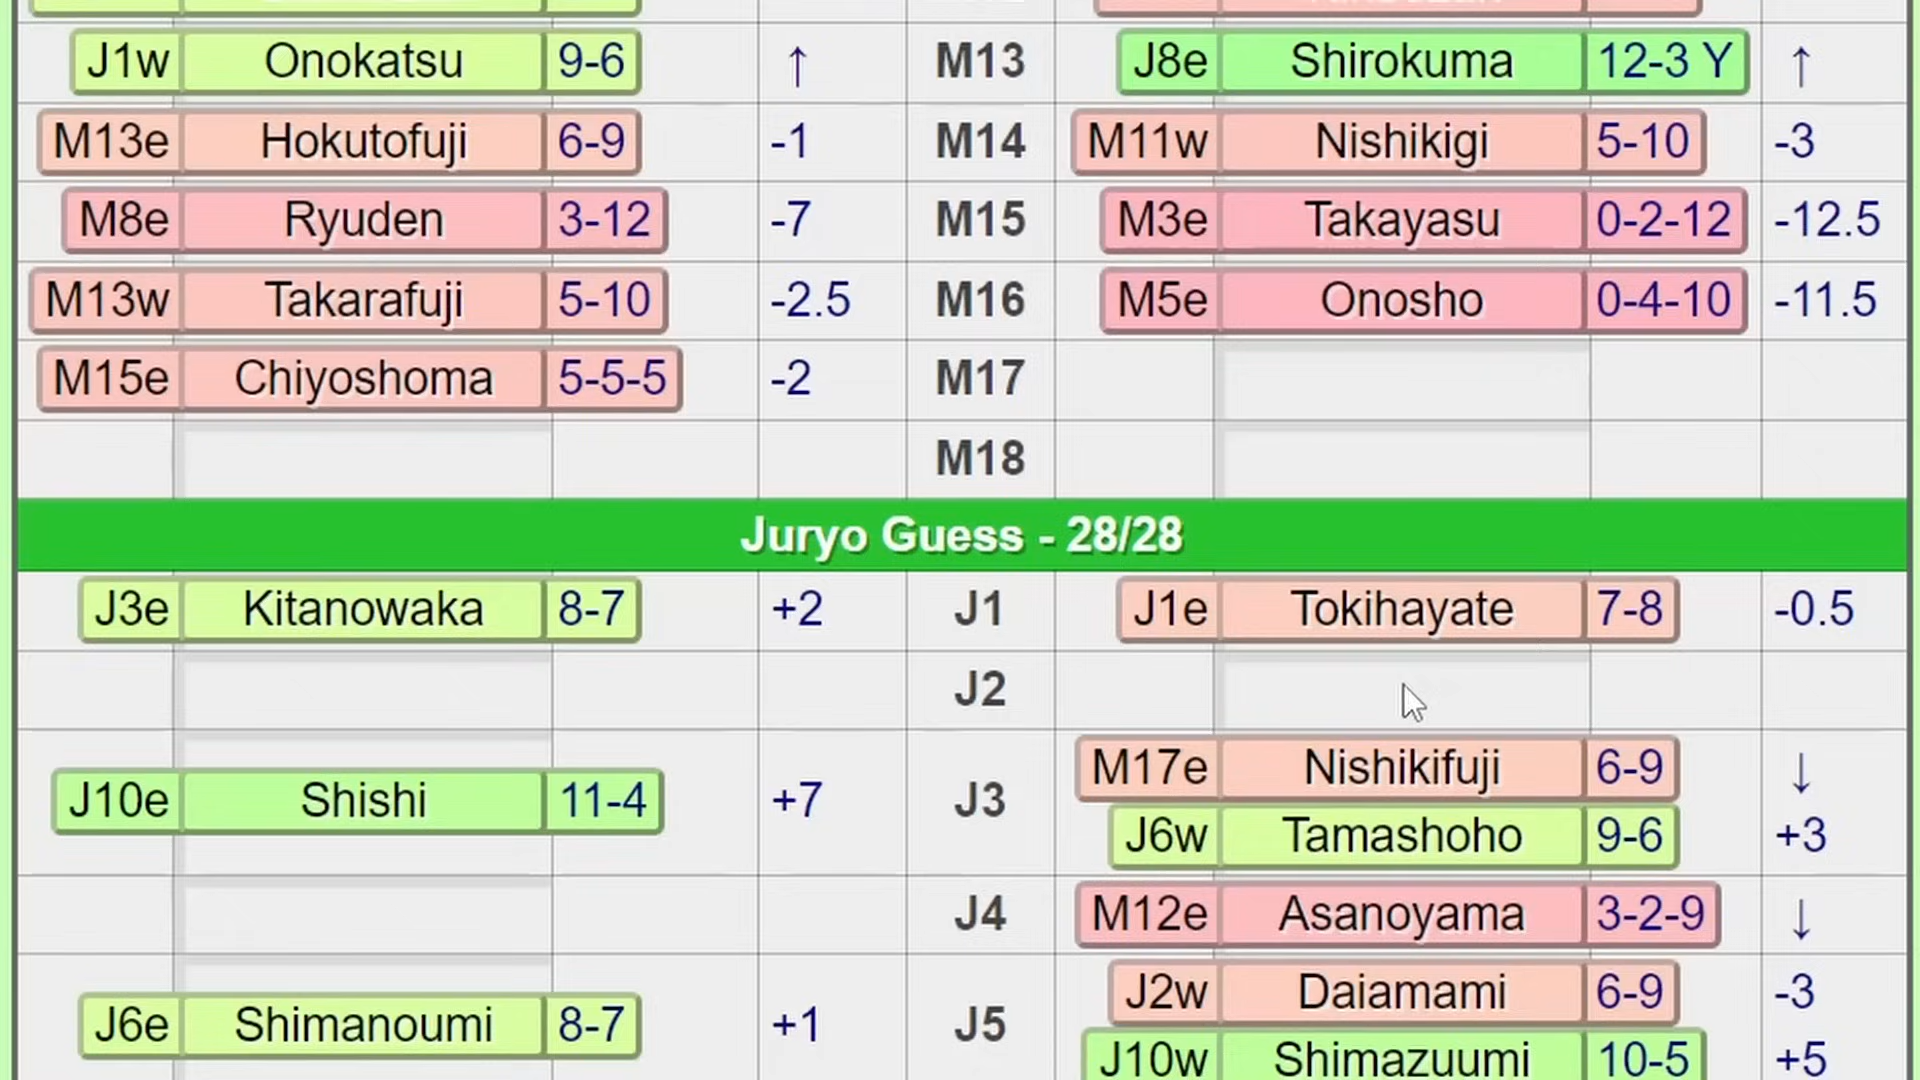 J1w Onokatsu 9-6 ↑ M13 J8e Shirokuma 12-3 Y ↑
M13e Hokutofuji 6-9 -1 M14 M11w Nishikigi 5-10 -3
M8e Ryuden 3-12 -7 M15 M3e Takayasu 0-2-12 -12.5
M13w Takarafuji 5-10 -2.5 M16 M5e Onosho 0-4-10 -11.5
M15e Chiyoshoma 5-5-5 -2 M17
M18
Juryo Guess - 28/28
J3e Kitanowaka 8-7 +2 J1 J1e Tokihayate 7-8 -0.5
J2
M17e Nishikifuji 6-9 ↓
J10e Shishi 11-4 +7 J3
J6w Tamashoho 9-6 +3
J4 M12e Asanoyama 3-2-9 ↓
J2w Daiamami 6-9 -3
J6e Shimanoumi 8-7 +1 J5
J10w Shimazuumi 10-5 +5